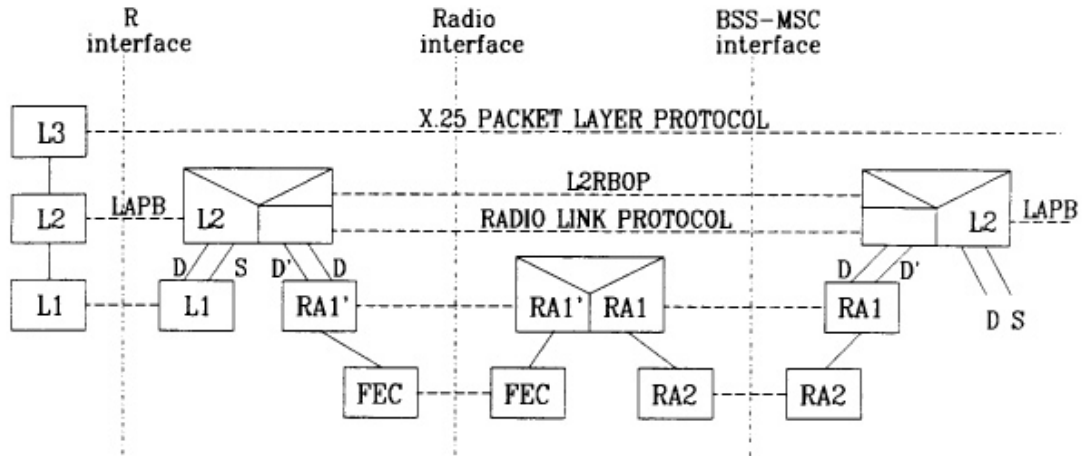 R
interface
Radio
interface
BSS-MSC
interface
L3
X.25 PACKET LAYER PROTOCOL
L2
LAPB
L2
L2RBOP
RADIO LINK PROTOCOL
L2
LAPB
D
S
D'
D
D
D'
L1
L1
RA1'
RA1'
RA1
RA1
D S
FEC
FEC
RA2
RA2